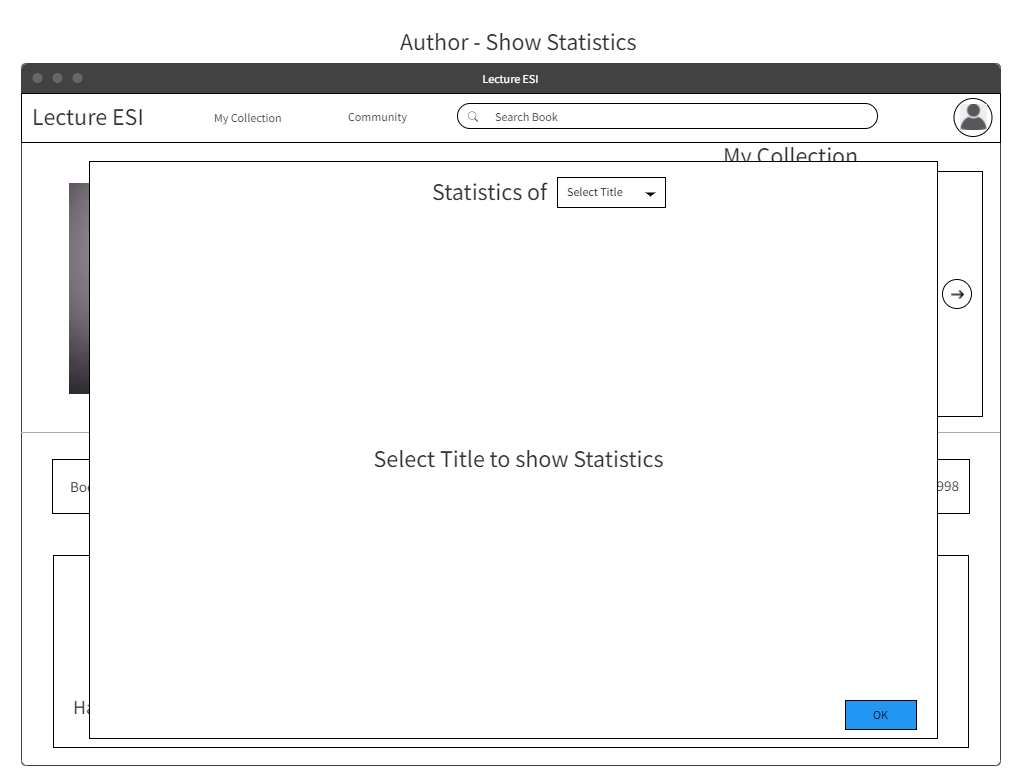 Author - Show Statistics
Lecture ESI
Lecture ESI
My Collection
Community
Search Book
My Collection
Statistics of
Select Title
Select Title to show Statistics
998
OK